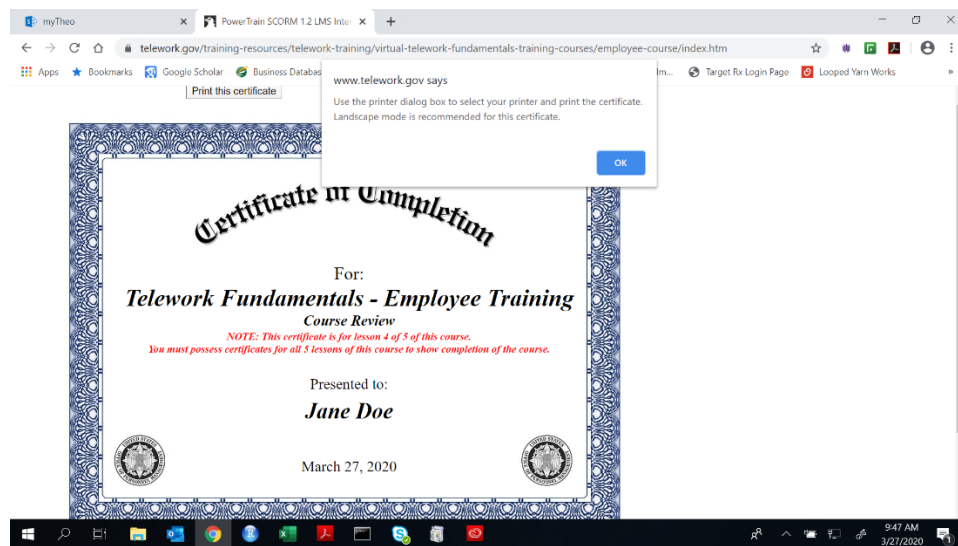 myTheo
PowerTrain SCORM 1.2 LMS Inter
telework.gov/training-resources/telework-training/virtual-telework-fundamentals-training-courses/employee-course/index.htm
Apps
Bookmarks
Google Scholar
Business Databas
Im...
Target Rx Login Page
Looped Yarn Works
»
Print this certificate
www.telework.gov says
Use the printer dialog box to select your printer and print the certificate.
Landscape mode is recommended for this certificate.
OK
Certificate of Completion
For:
Telework Fundamentals - Employee Training
Course Review
NOTE: This certificate is for lesson 4 of 5 of this course.
You must possess certificates for all 5 lessons of this course to show completion of the course.
Presented to:
Jane Doe
March 27, 2020
9:47 AM
3/27/2020